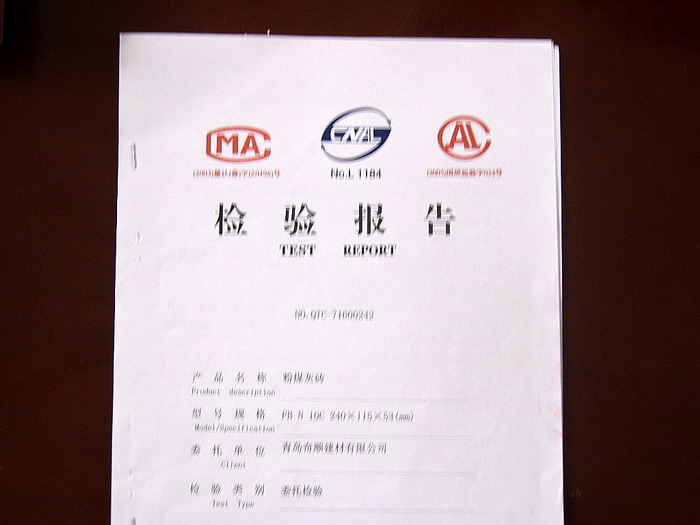 MA
CNAL
AL
No.L 1184
检验报告
TEST REPORT
NO.QTC-71600242
产品名称 粉煤灰砖
Product description
型号规格 FB N 10C 240×115×53(mm)
Model/Specification
委托单位 青岛奇顺建材有限公司
Client
检验类别 委托检验
Test Type